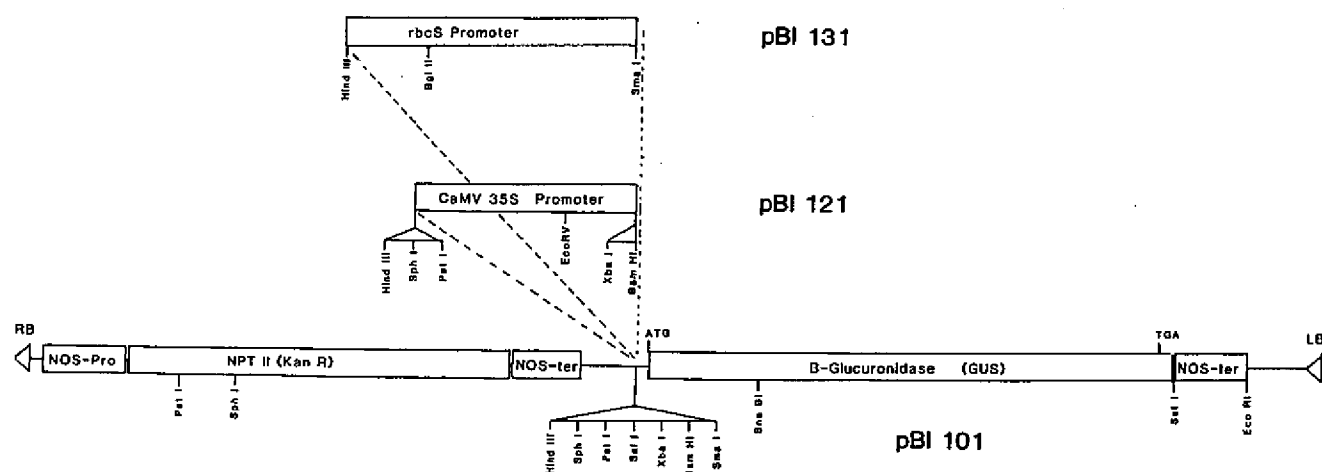 rbcS Promoter
pBI 131
Hind III
Bgl II
Sma I
CaMV 35S Promoter
pBI 121
Hind III
Sph I
Pst I
EcoRV
Xba I
Bam HI
RB
ATG
TGA
LB
NOS-Pro
NPT II (Kan R)
NOS-ter
B-Glucuronidase (GUS)
NOS-ter
Pst I
Sph I
Sna BI
Sst I
Eco RI
Hind III
Sph I
Pst I
Sal I
Xba I
Bam HI
Sma I
pBI 101